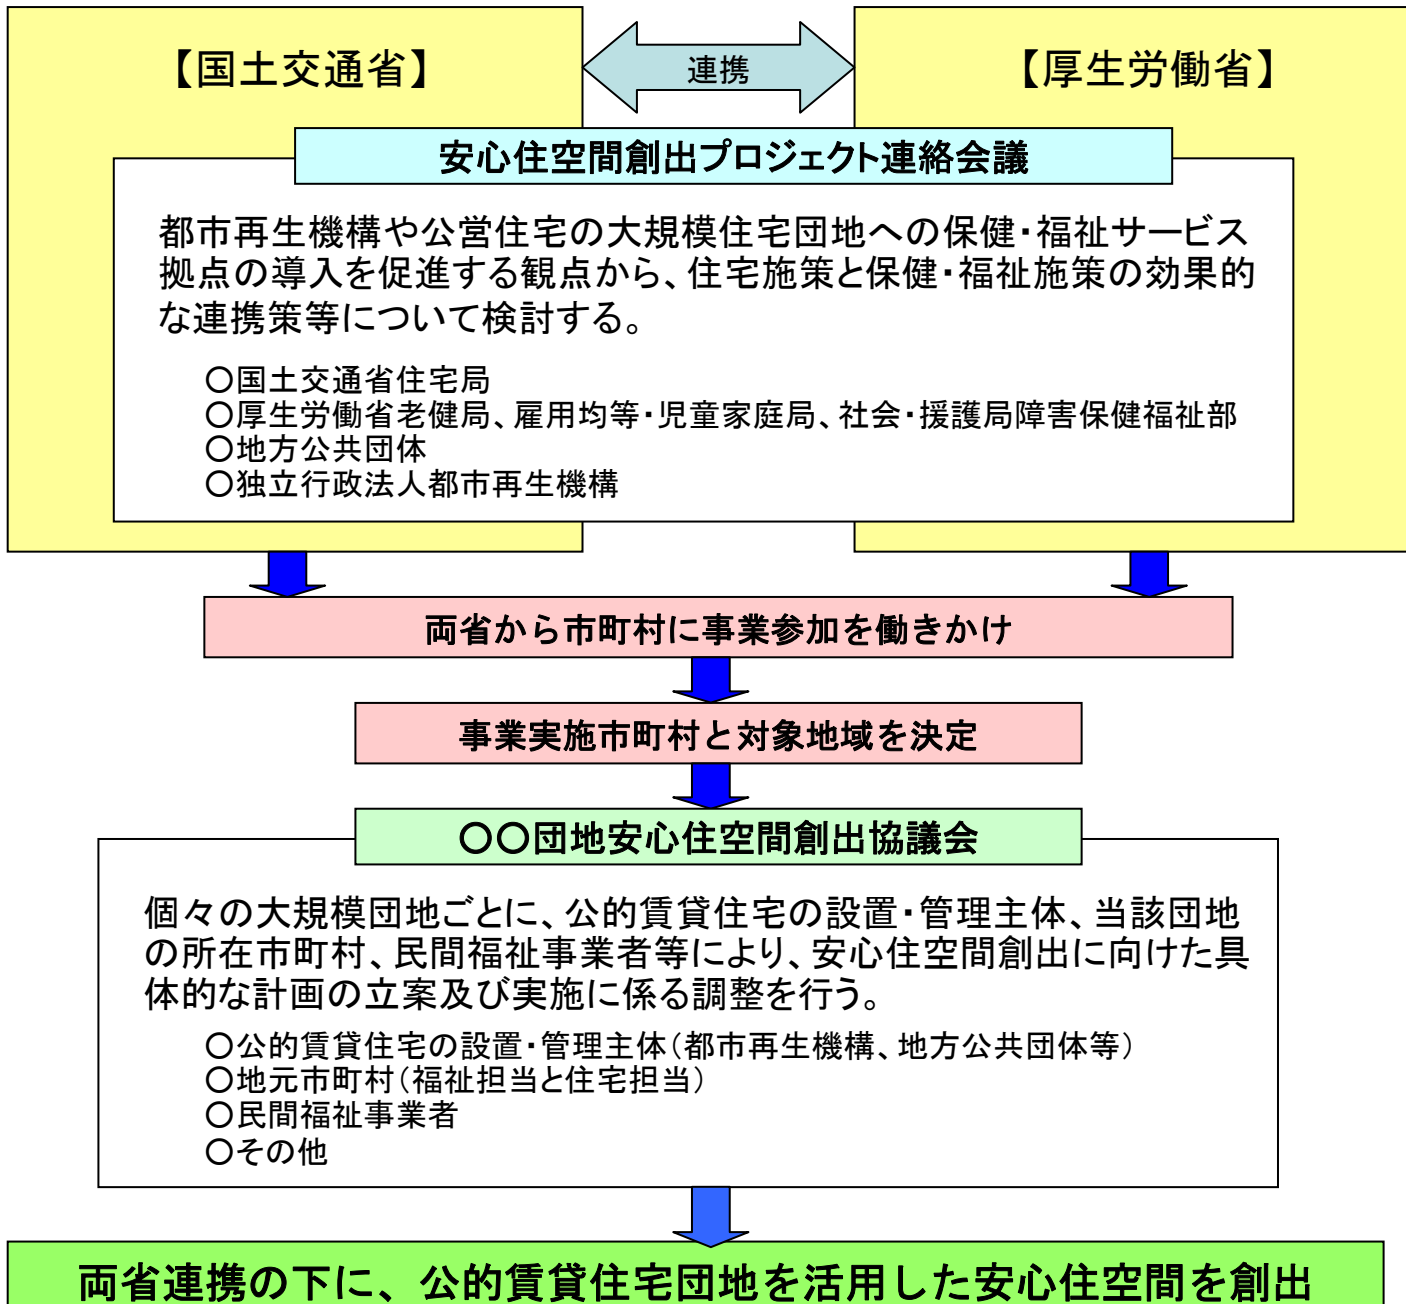 【国土交通省】
連携
【厚生労働省】
安心住空間創出プロジェクト連絡会議
都市再生機構や公営住宅の大規模住宅団地への保健・福祉サービス
拠点の導入を促進する観点から、住宅施策と保健・福祉施策の効果的
な連携策等について検討する。
○国土交通省住宅局
○厚生労働省老健局、雇用均等・児童家庭局、社会・援護局障害保健福祉部
○地方公共団体
○独立行政法人都市再生機構
両省から市町村に事業参加を働きかけ
事業実施市町村と対象地域を決定
○○団地安心住空間創出協議会
個々の大規模団地ごとに、公的賃貸住宅の設置・管理主体、当該団地
の所在市町村、民間福祉事業者等により、安心住空間創出に向けた具
体的な計画の立案及び実施に係る調整を行う。
○公的賃貸住宅の設置・管理主体（都市再生機構、地方公共団体等）
○地元市町村（福祉担当と住宅担当）
○民間福祉事業者
○その他
両省連携の下に、公的賃貸住宅団地を活用した安心住空間を創出